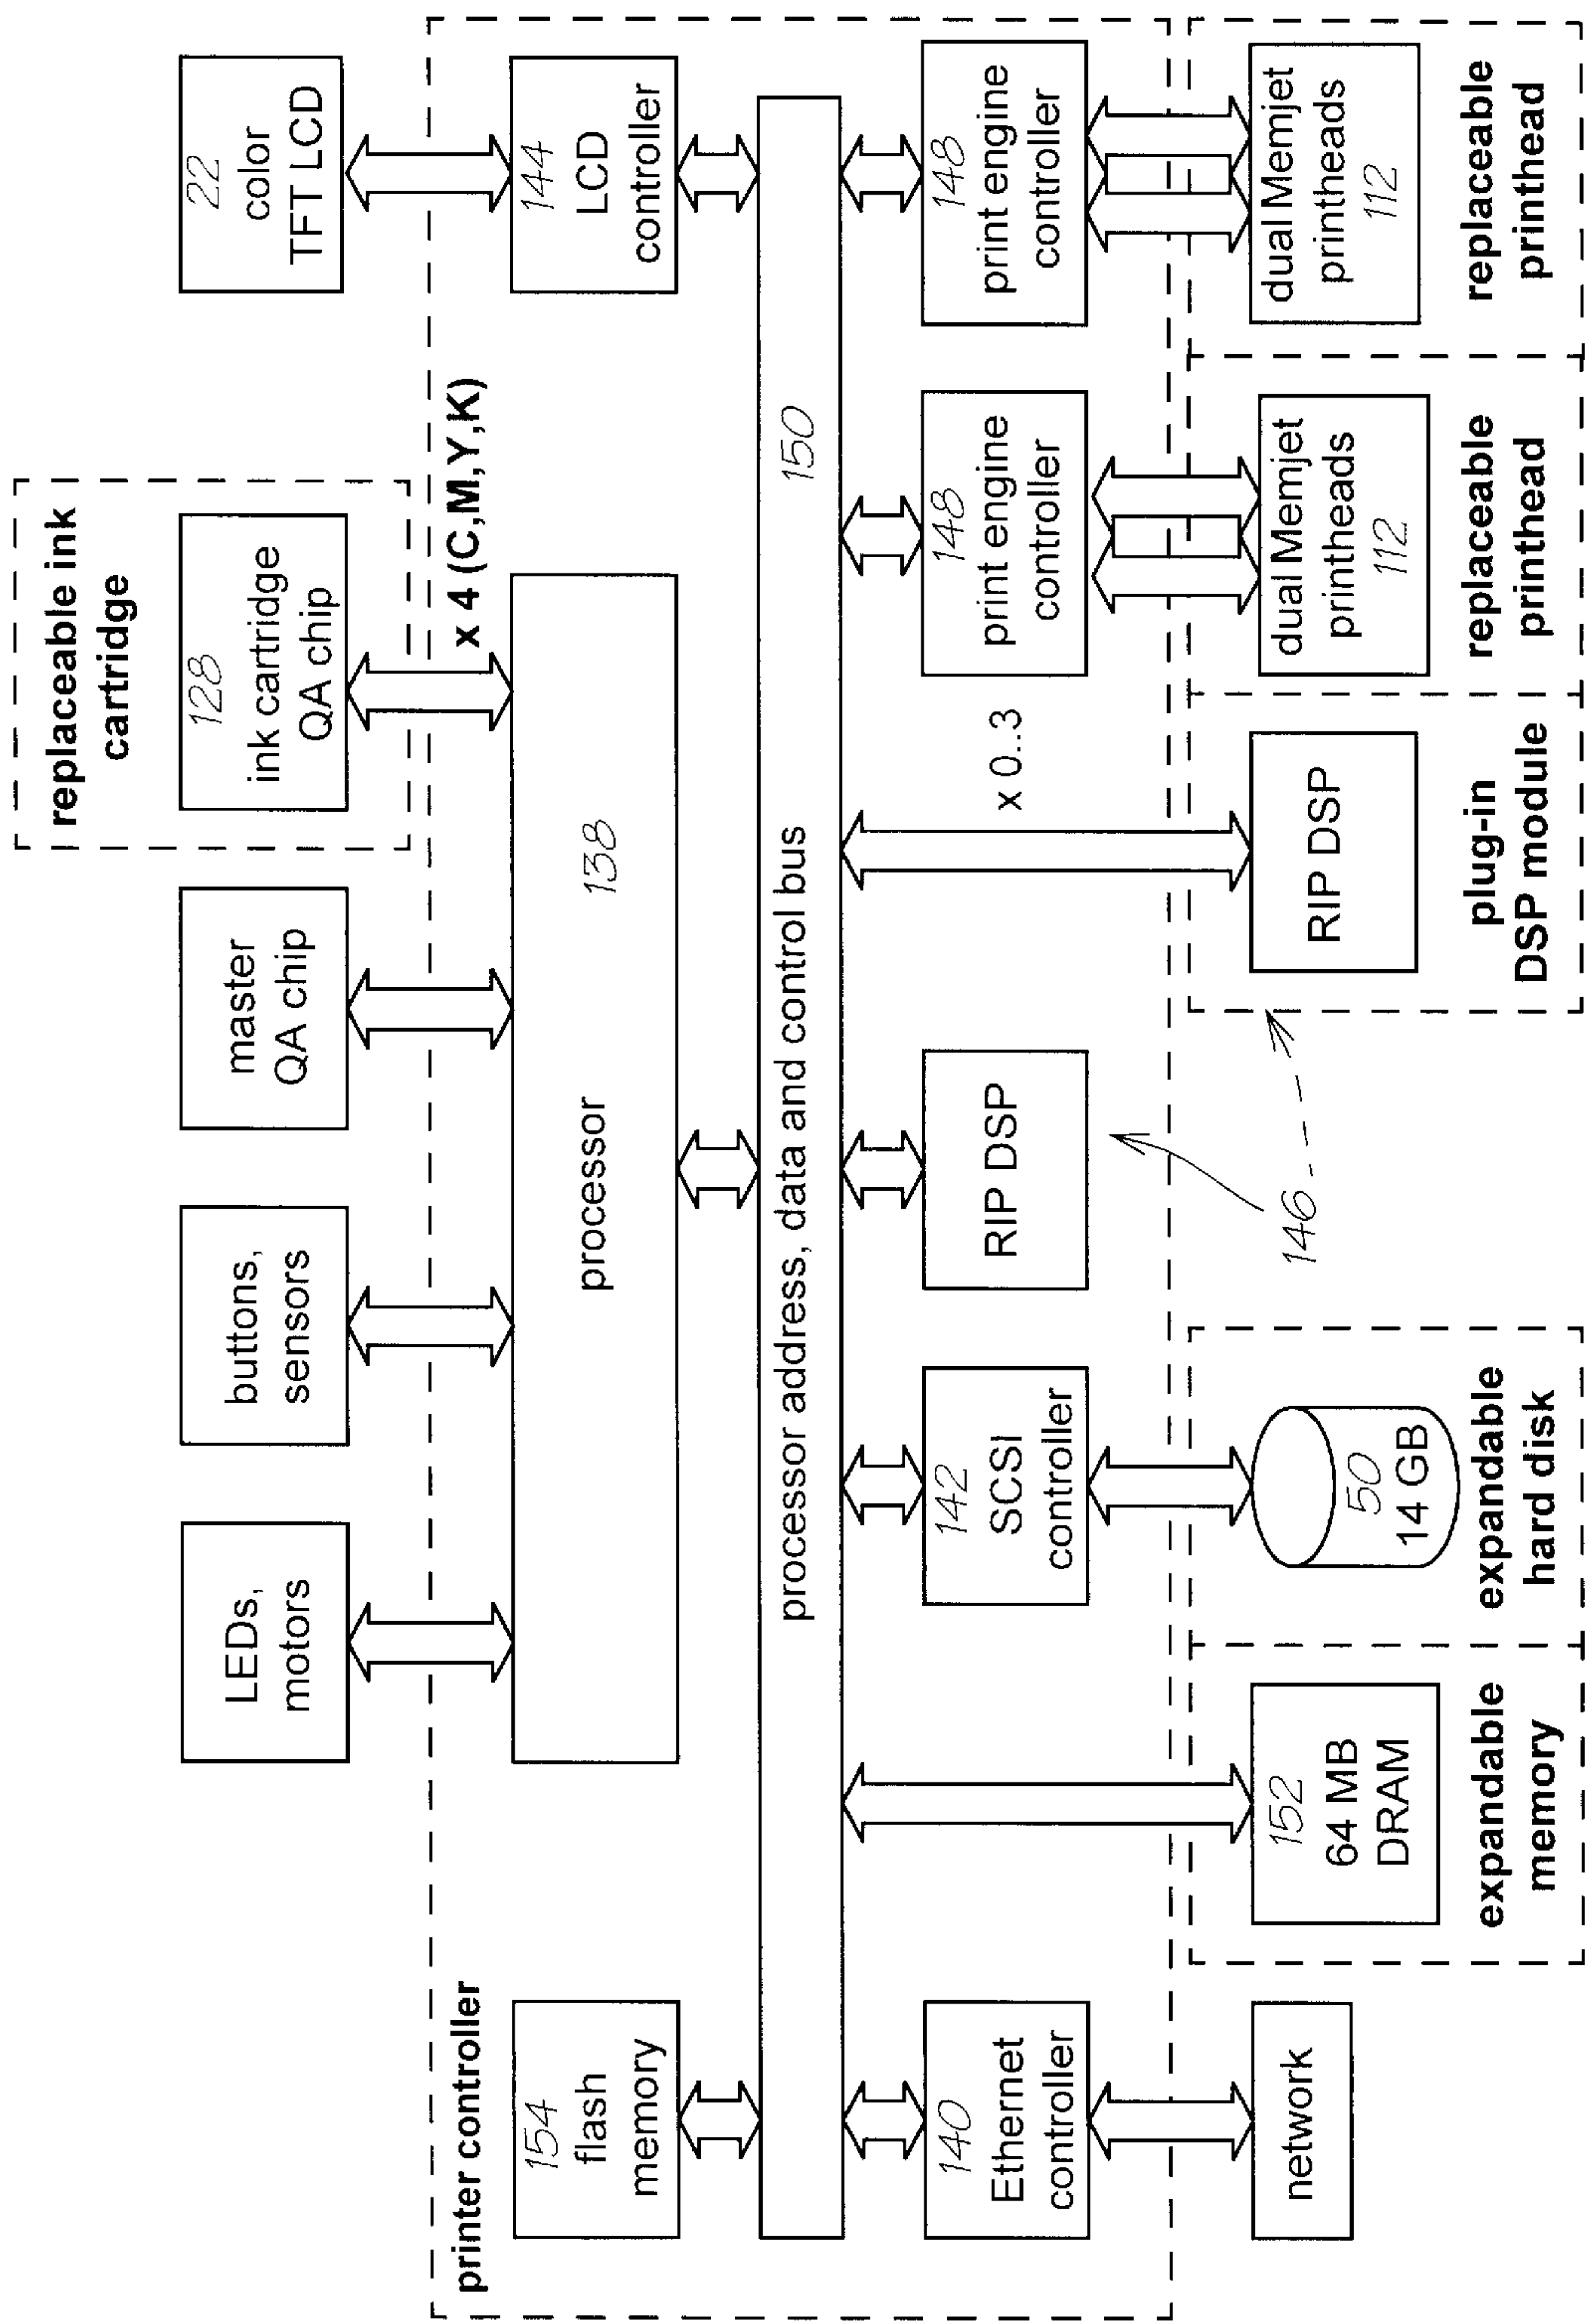 replaceable ink
cartridge
LEDs,
motors
buttons,
sensors
master
QA chip
128
ink cartridge
QA chip
22
color
TFT LCD
printer controller
x 4 (C,M,Y,K)
154
flash
memory
processor
138
144
LCD
controller
processor address, data and control bus
150
140
Ethernet
controller
142
SCSI
controller
RIP DSP
x 0..3
148
print engine
controller
148
print engine
controller
146
network
152
64 MB
DRAM
expandable
memory
50
14 GB
expandable
hard disk
RIP DSP
plug-in
DSP module
dual Memjet
printheads
112
replaceable
printhead
dual Memjet
printheads
112
replaceable
printhead